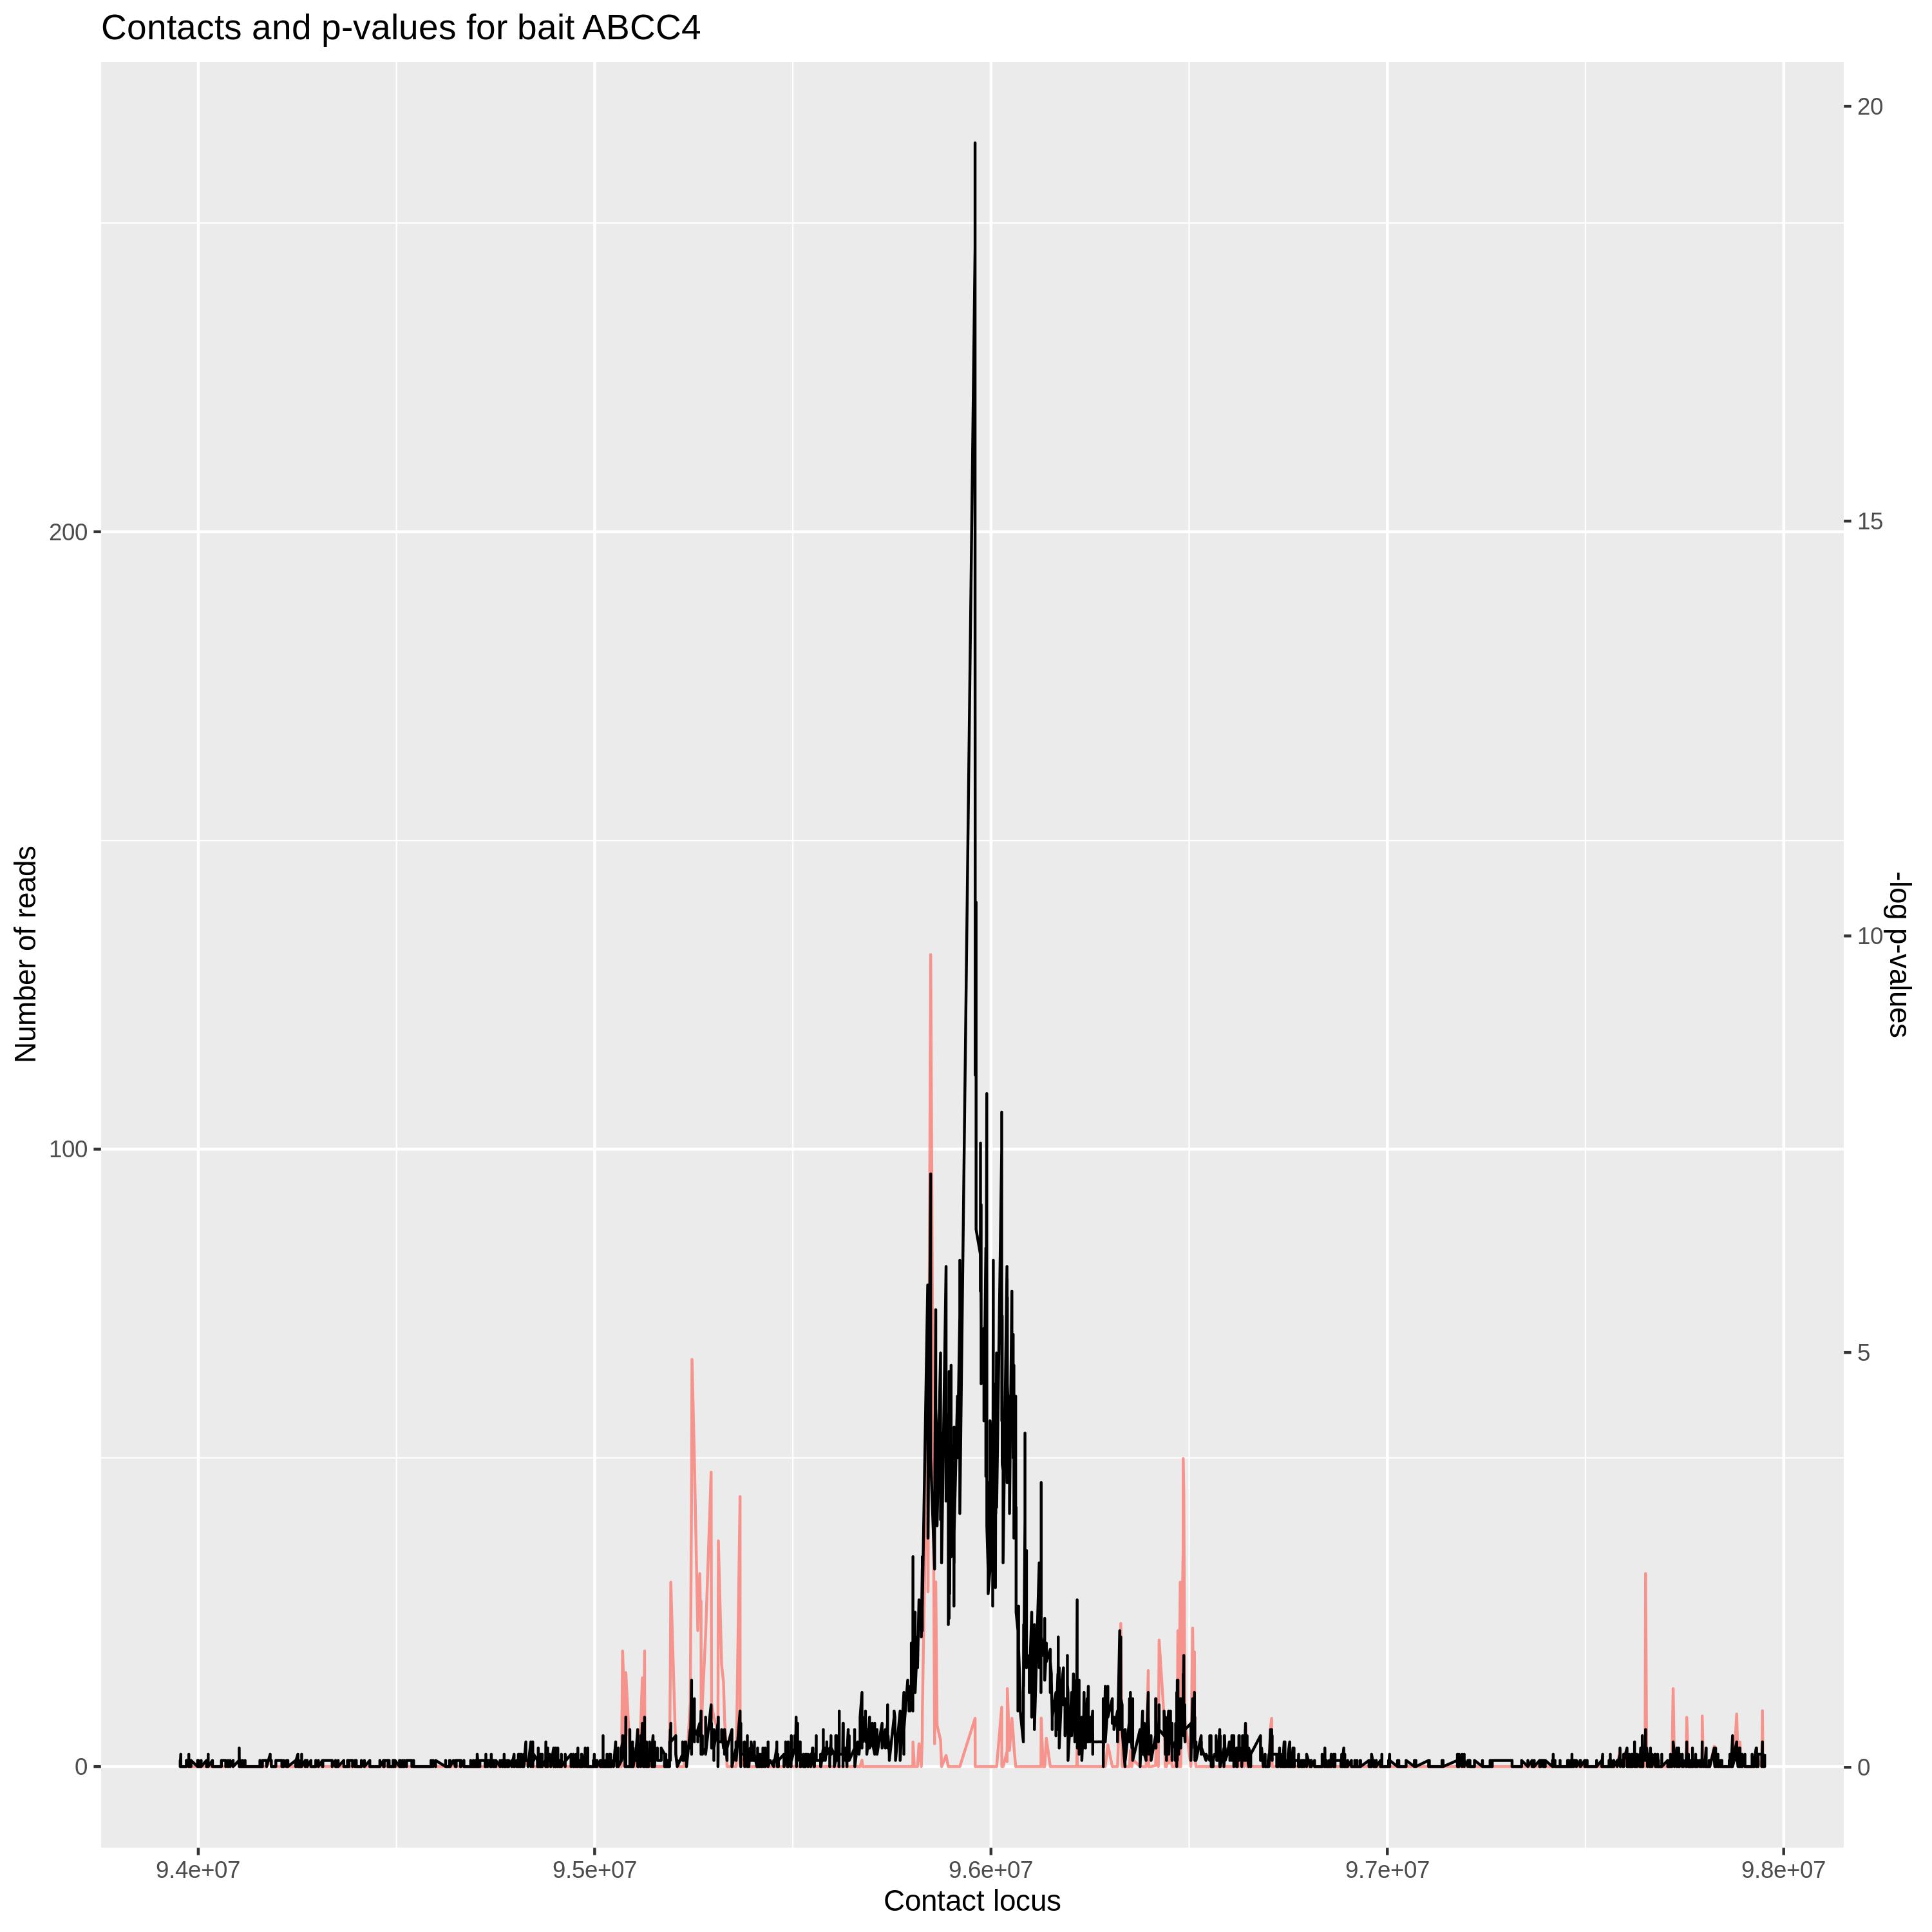 Contacts and p-values for bait ABCC4
20
200
15
Number of reads
-log p-values
10
100
5
0
0
9.4e+07
9.5e+07
9.6e+07
9.7e+07
9.8e+07
Contact locus